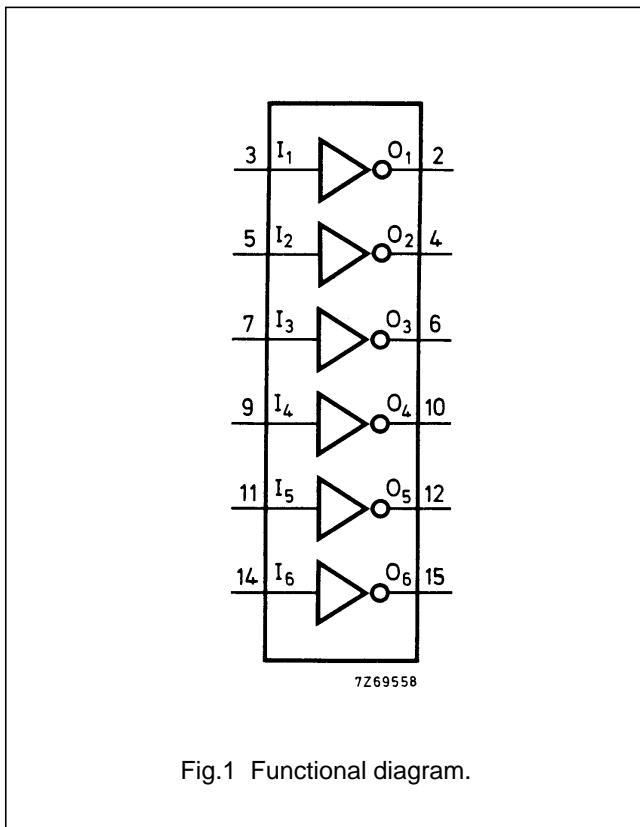 3 I₁ O₁ 2
5 I₂ O₂ 4
7 I₃ O₃ 6
9 I₄ O₄ 10
11 I₅ O₅ 12
14 I₆ O₆ 15
7Z69558
Fig.1 Functional diagram.